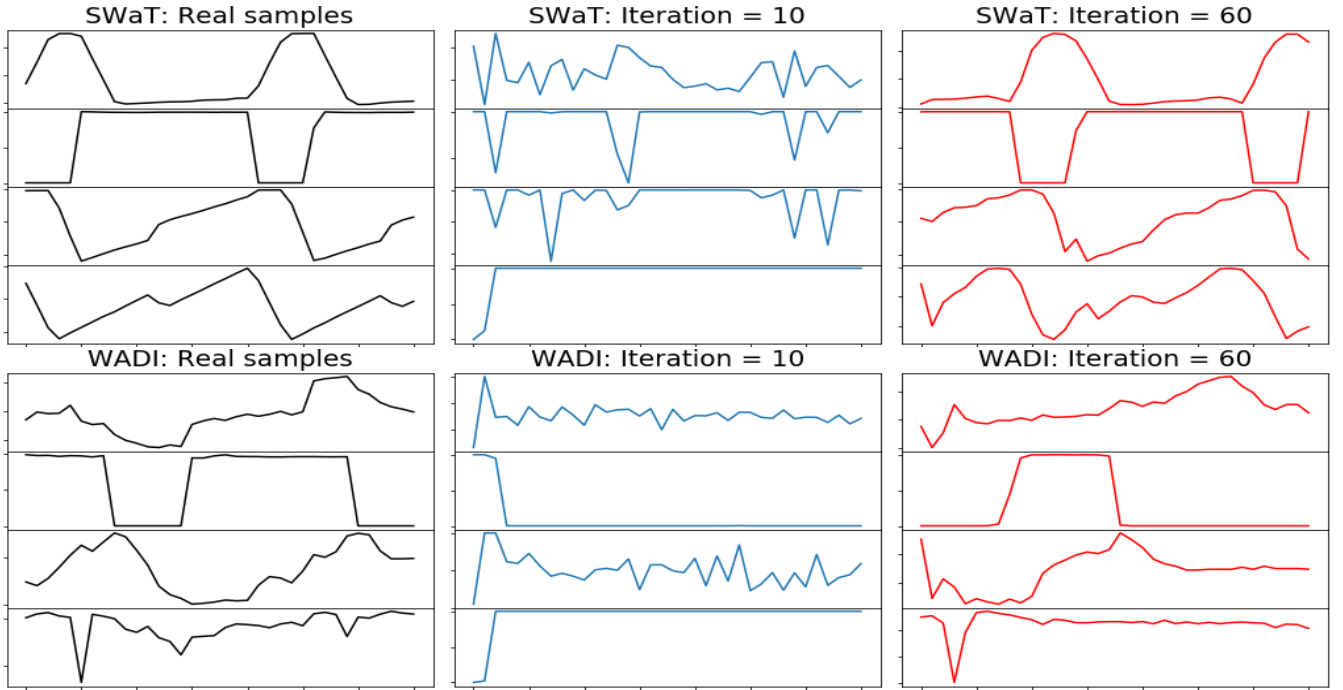 SWaT: Real samples
SWaT: Iteration = 10
SWaT: Iteration = 60
WADI: Real samples
WADI: Iteration = 10
WADI: Iteration = 60